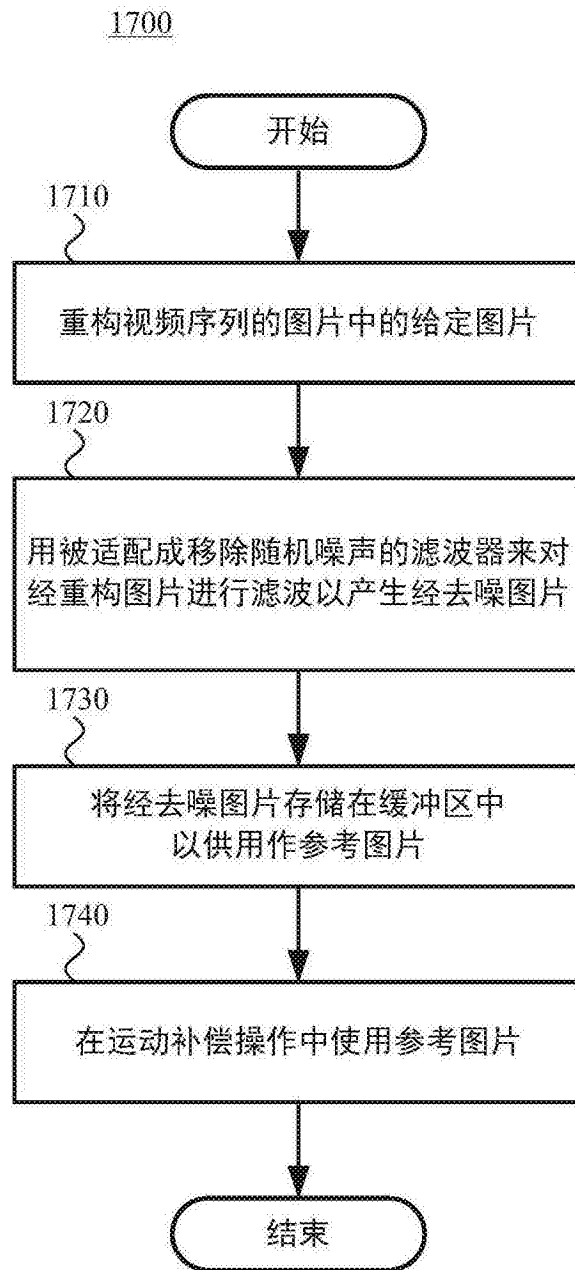 1700
开始
1710
重构视频序列的图片中的给定图片
1720
用被适配成移除随机噪声的滤波器来对
经重构图片进行滤波以产生经去噪图片
1730
将经去噪图片存储在缓冲区中
以供用作参考图片
1740
在运动补偿操作中使用参考图片
结束